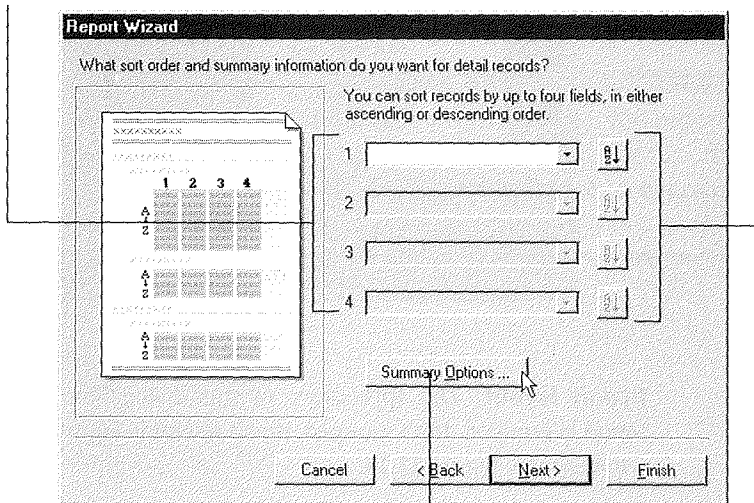 Report Wizard
What sort order and summary information do you want for detail records?
You can sort records by up to four fields, in either
ascending or descending order.
XXXXXXXXXX
1 2 3 4
A
Z
A
Z
A
Z
1
2
3
4
Summary Options ...
Cancel
< Back
Next >
Finish